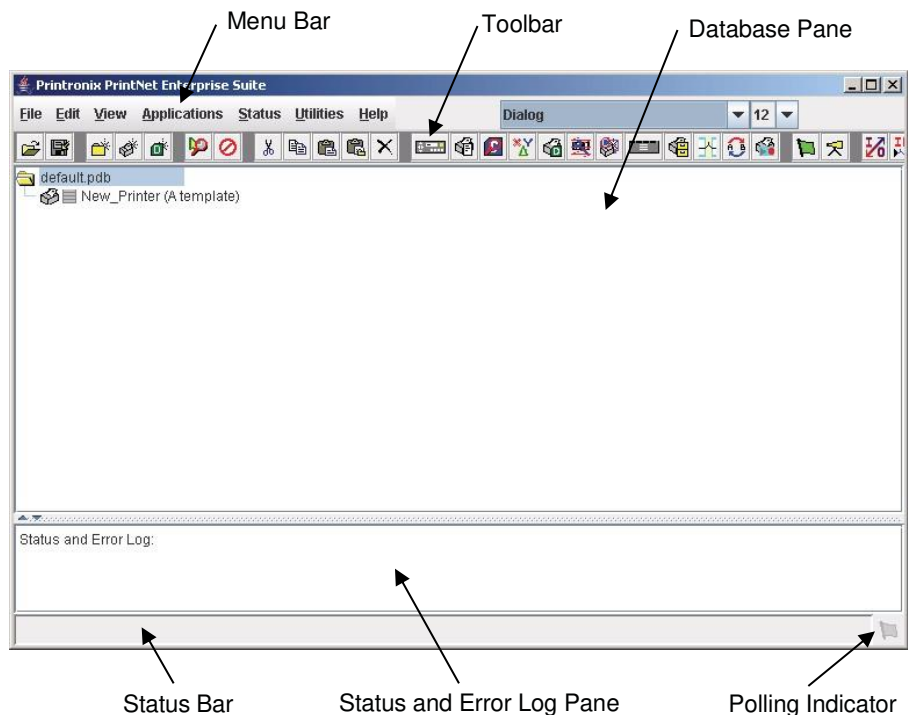 Menu Bar
Toolbar
Database Pane
Printronix PrintNet Enterprise Suite
File Edit View Applications Status Utilities Help
Dialog
12
default.pdb
New_Printer (A template)
Status and Error Log:
Status Bar
Status and Error Log Pane
Polling Indicator